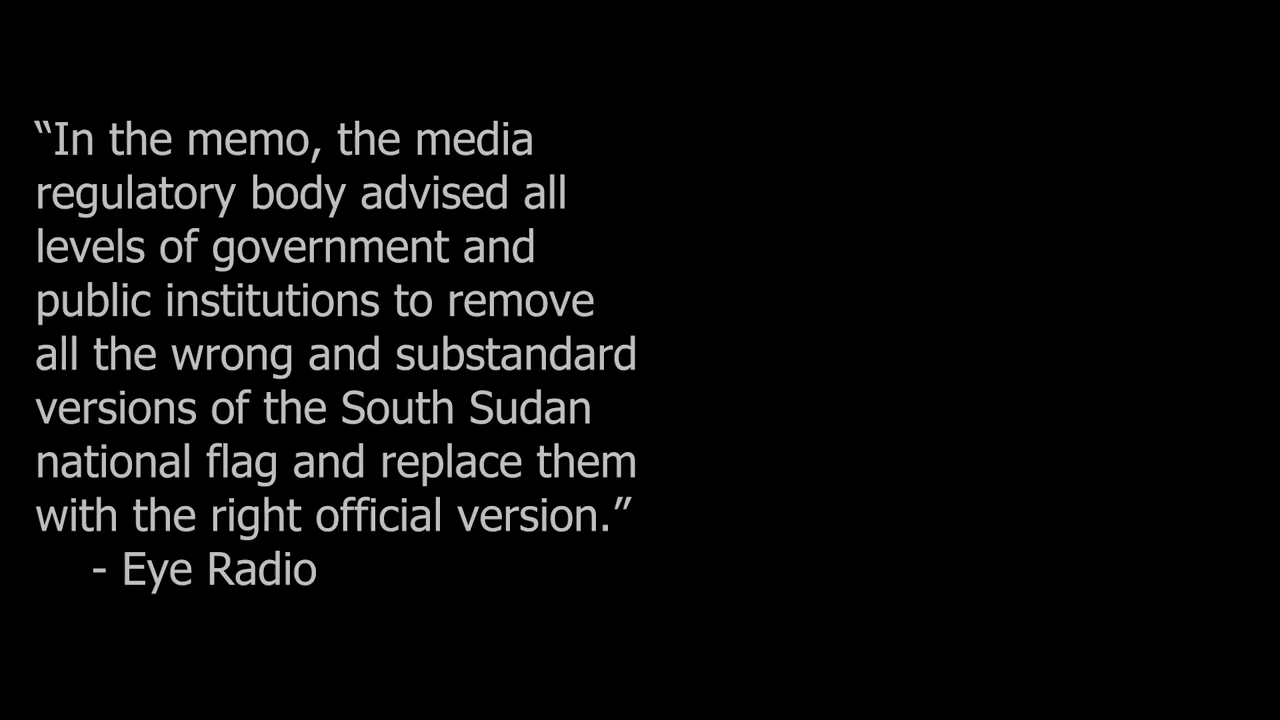 “In the memo, the media
regulatory body advised all
levels of government and
public institutions to remove
all the wrong and substandard
versions of the South Sudan
national flag and replace them
with the right official version.”
- Eye Radio